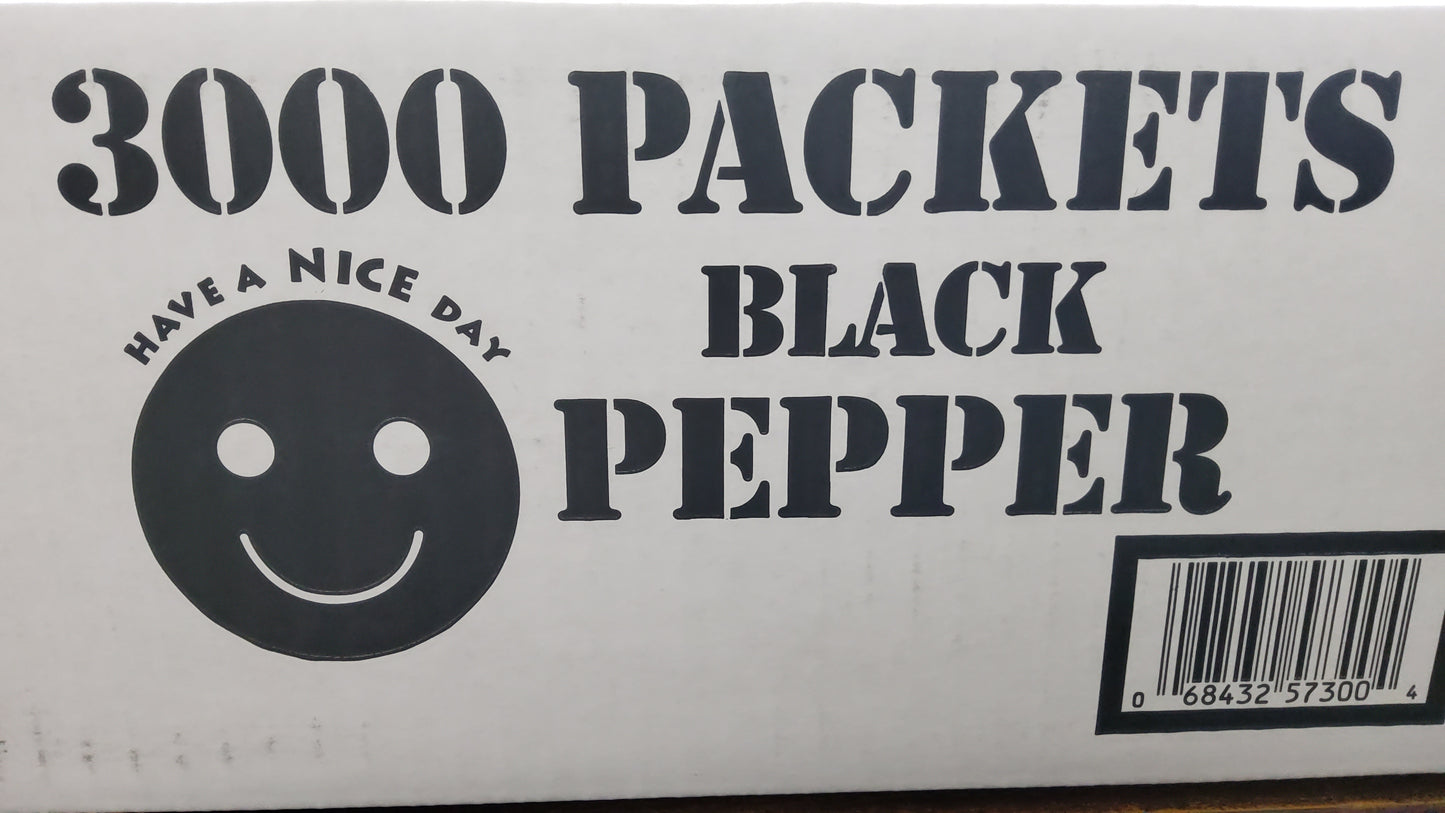 3000 PACKETS
HAVE A NICE DAY
BLACK
PEPPER
0 68432 57300 4